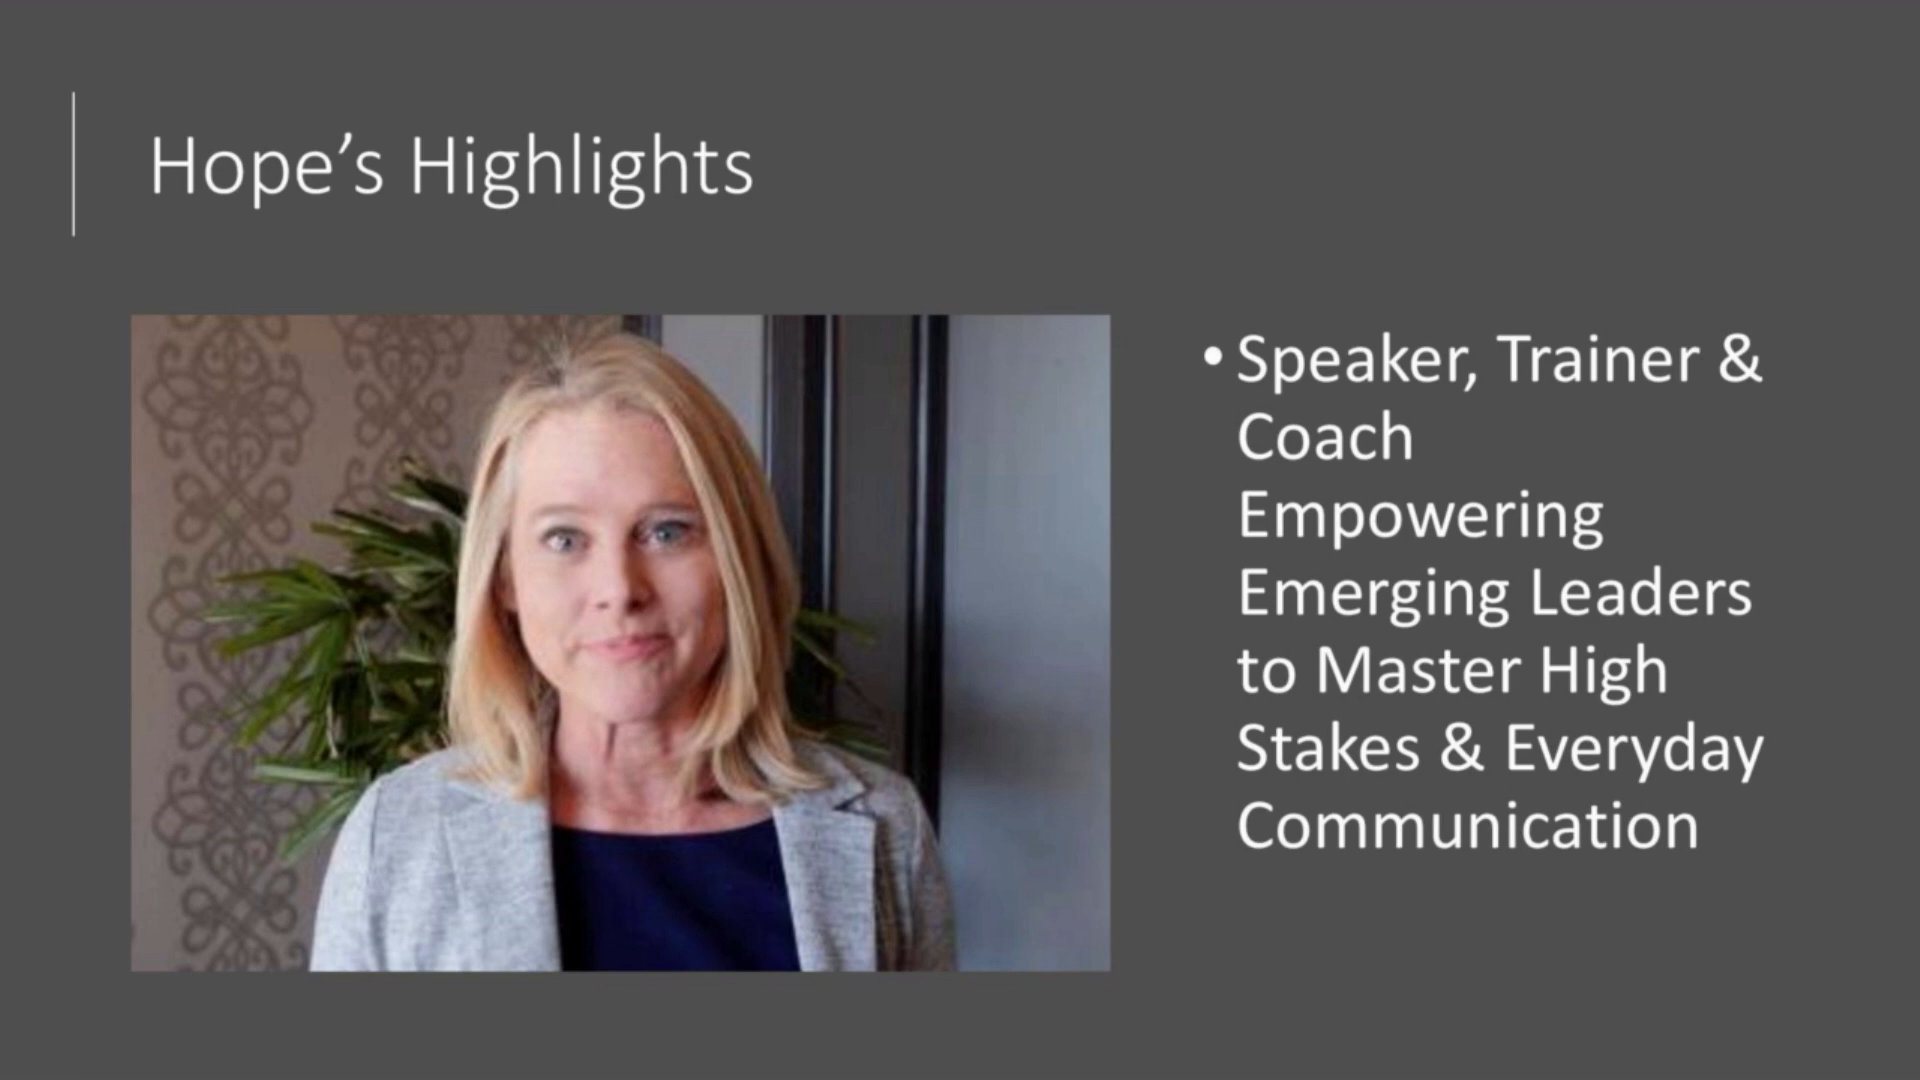 Hope’s Highlights
• Speaker, Trainer &
Coach
Empowering
Emerging Leaders
to Master High
Stakes & Everyday
Communication